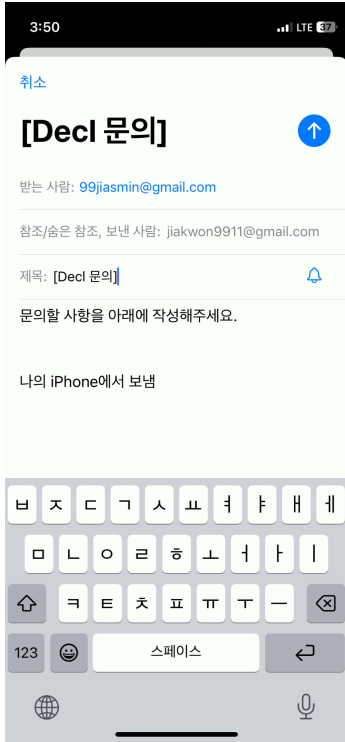 3:50
LTE 37
취소
[Decl 문의]
받는 사람: 99jiasmin@gmail.com
참조/숨은 참조, 보낸 사람: jiakwon9911@gmail.com
제목: [Decl 문의]
문의할 사항을 아래에 작성해주세요.
나의 iPhone에서 보냄
ㅂ ㅈ ㄷ ㄱ ㅅ ㅛ ㅕ ㅑ ㅐ ㅔ
ㅁ ㄴ ㅇ ㄹ ㅎ ㅗ ㅓ ㅏ ㅣ
ㅋ ㅌ ㅊ ㅍ ㅠ ㅜ ㅡ
123 스페이스